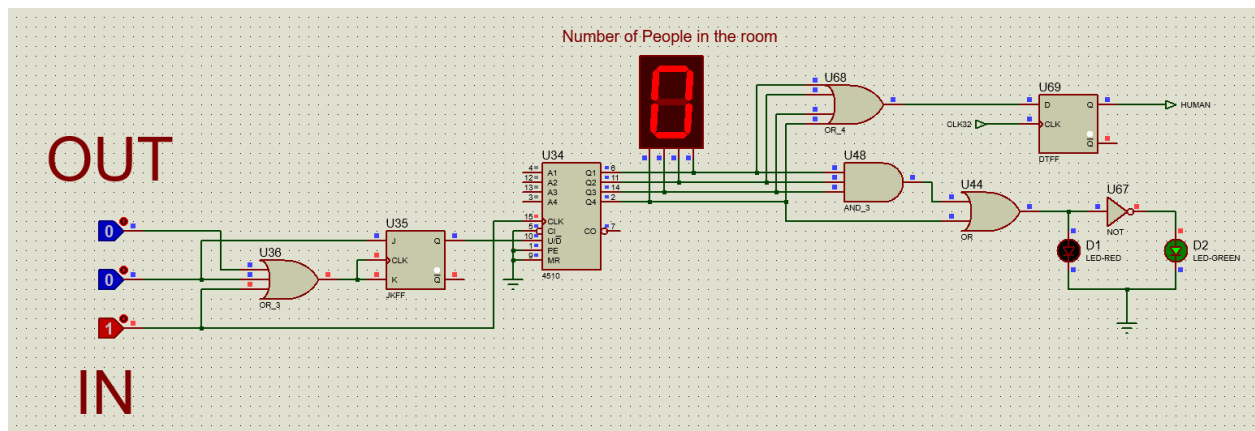 Number of People in the room
OUT
IN
0
0
1
U36
OR_3
U35
J
Q
CLK
K
Q
JKFF
U34
4 A1 Q1 6
12 A2 Q2 11
13 A3 Q3 14
3 A4 Q4 2
15 CLK
5 CI CO 7
10 U/D
1 PE
9 MR
4510
0
U68
OR_4
U48
AND_3
U44
OR
U69
D Q
CLK
Q
DTFF
CLK32
HUMAN
U67
NOT
D1
LED-RED
D2
LED-GREEN